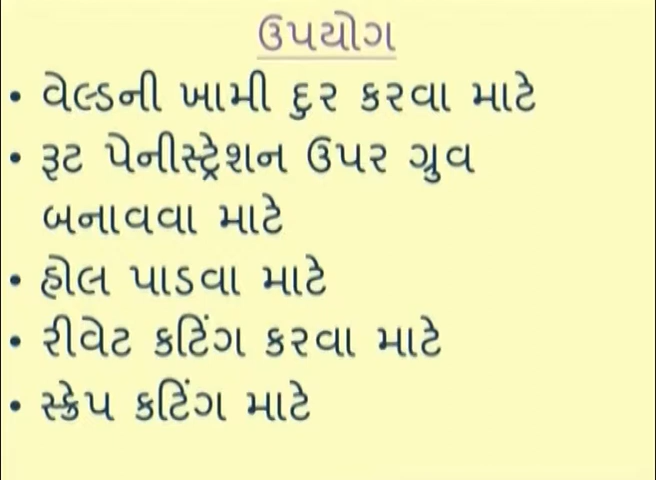 ઉપયોગ
• વેલ્ડની ખામી દુર કરવા માટે
• રૂટ પેનીસ્ટ્રેશન ઉપર ગ્રુવ
બનાવવા માટે
• હોલ પાડવા માટે
• રીવેટ કટિંગ કરવા માટે
• સ્ક્રેપ કટિંગ માટે